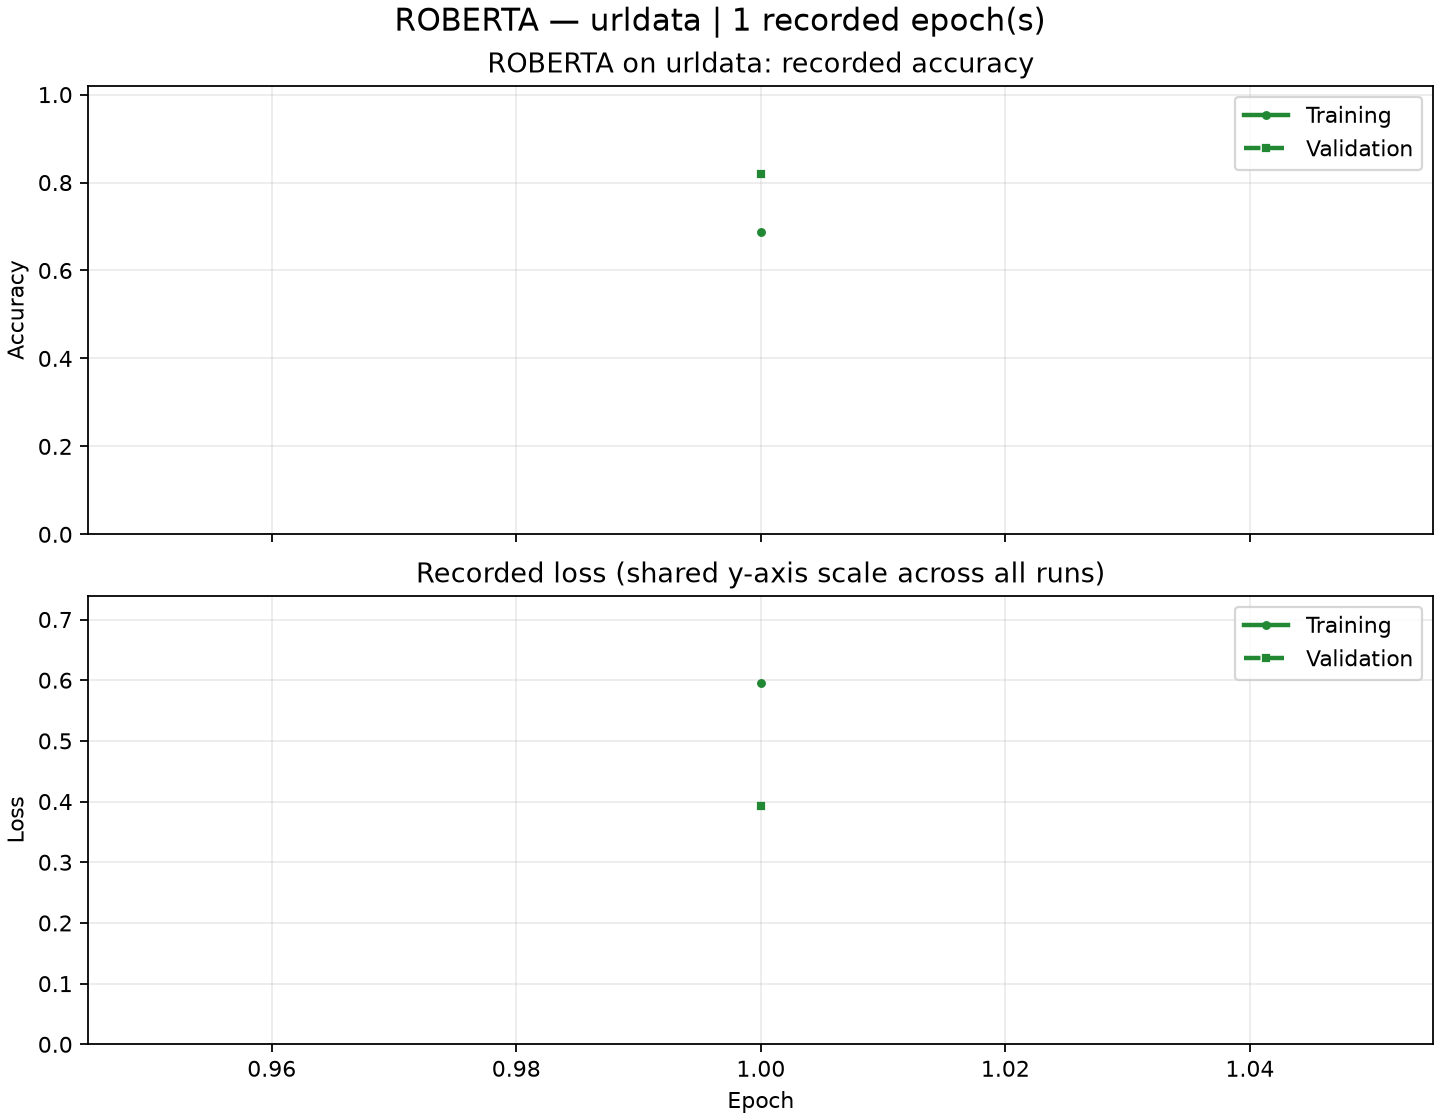 ROBERTA — urldata | 1 recorded epoch(s)
ROBERTA on urldata: recorded accuracy
1.0
0.8
0.6
0.4
0.2
0.0
Accuracy
Training
Validation
Recorded loss (shared y-axis scale across all runs)
0.7
0.6
0.5
0.4
0.3
0.2
0.1
0.0
Loss
Training
Validation
0.96
0.98
1.00
1.02
1.04
Epoch